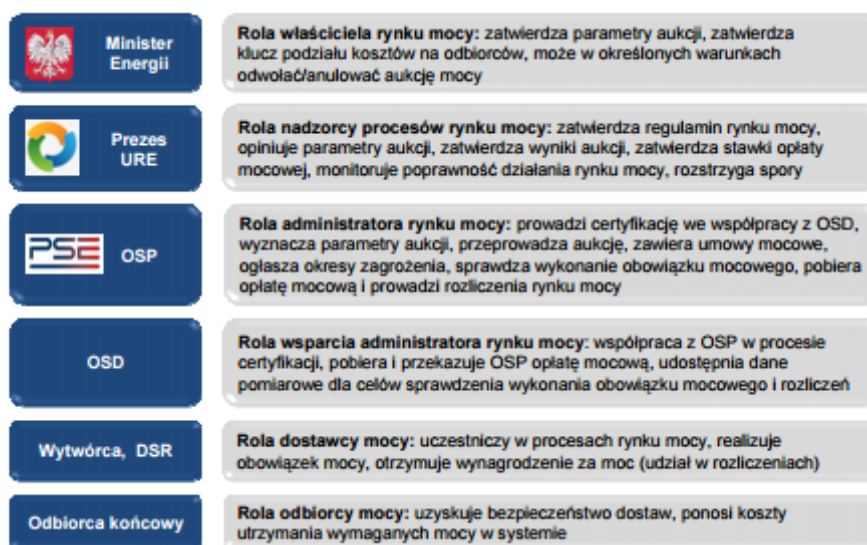 Minister
Energii
Rola właściciela rynku mocy: zatwierdza parametry aukcji, zatwierdza
klucz podziału kosztów na odbiorców, może w określonych warunkach
odwołać/anulować aukcję mocy
Prezes
URE
Rola nadzorcy procesów rynku mocy: zatwierdza regulamin rynku mocy,
opiniuje parametry aukcji, zatwierdza wyniki aukcji, zatwierdza stawki opłaty
mocowej, monitoruje poprawność działania rynku mocy, rozstrzyga spory
PSE OSP
Rola administratora rynku mocy: prowadzi certyfikację we współpracy z OSD,
wyznacza parametry aukcji, przeprowadza aukcję, zawiera umowy mocowe,
ogłasza okresy zagrożenia, sprawdza wykonanie obowiązku mocowego, pobiera
opłatę mocową i prowadzi rozliczenia rynku mocy
OSD
Rola wsparcia administratora rynku mocy: współpraca z OSP w procesie
certyfikacji, pobiera i przekazuje OSP opłatę mocową, udostępnia dane
pomiarowe dla celów sprawdzenia wykonania obowiązku mocowego i rozliczeń
Wytwórca, DSR
Rola dostawcy mocy: uczestniczy w procesach rynku mocy, realizuje
obowiązek mocy, otrzymuje wynagrodzenie za moc (udział w rozliczeniach)
Odbiorca końcowy
Rola odbiorcy mocy: uzyskuje bezpieczeństwo dostaw, ponosi koszty
utrzymania wymaganych mocy w systemie